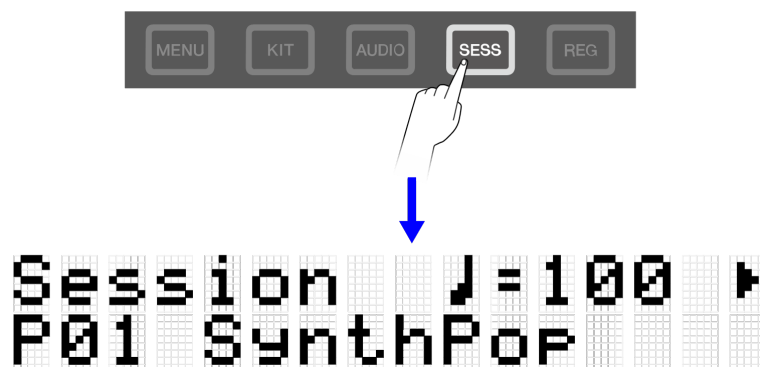 MENU KIT AUDIO SESS REG
Session ♩=100 ▶
P01 SynthPop